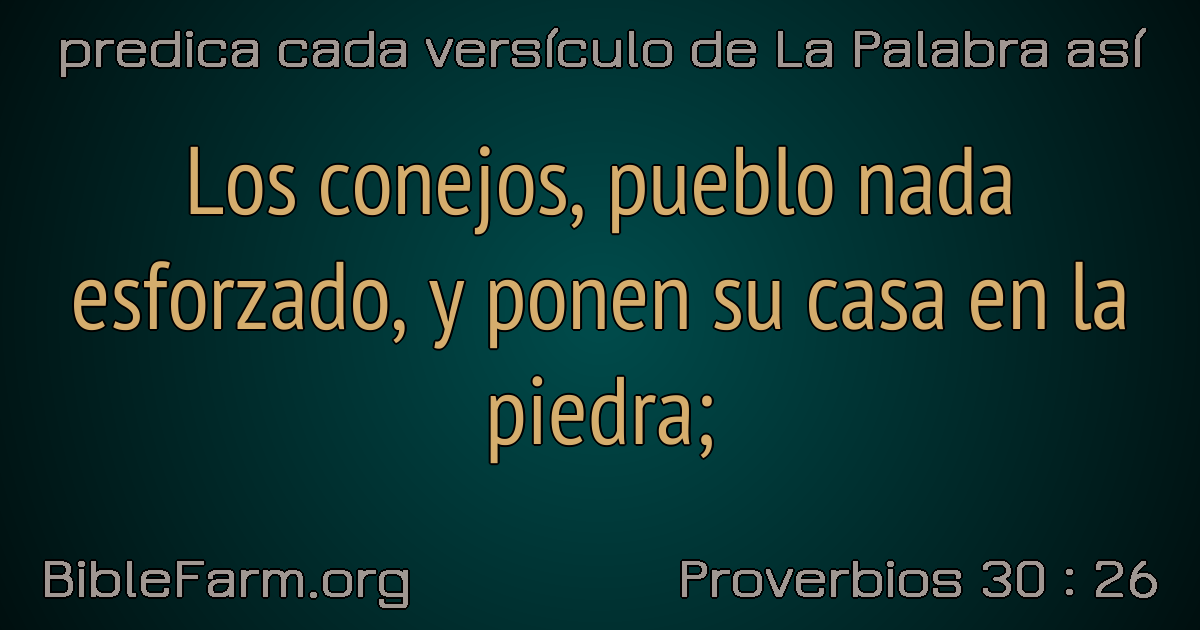 predica cada versículo de La Palabra así
Los conejos, pueblo nada
esforzado, y ponen su casa en la
piedra;
BibleFarm.org
Proverbios 30 : 26